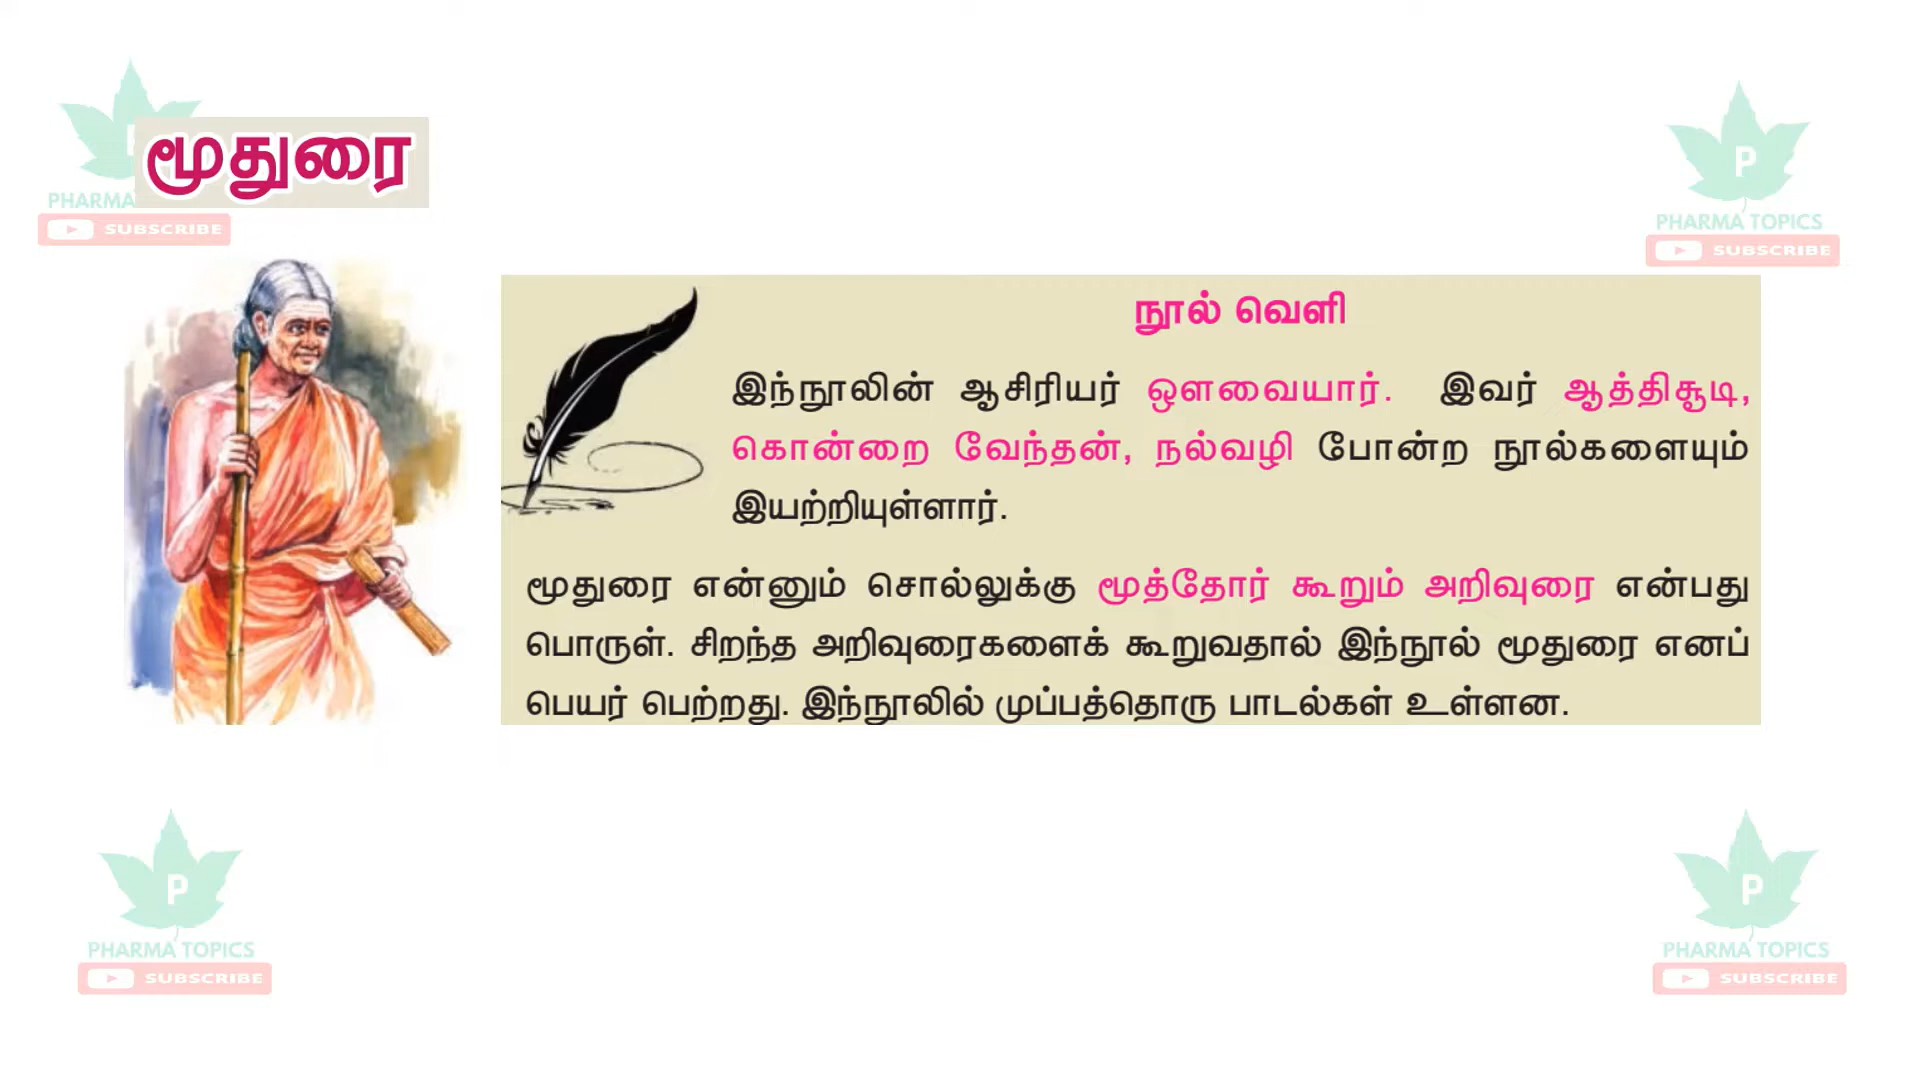 மூதுரை
P
PHARMA
SUBSCRIBE
P
PHARMA TOPICS
SUBSCRIBE
நூல் வெளி
இந்நூலின் ஆசிரியர் ஔவையார். இவர் ஆத்திசூடி,
கொன்றை வேந்தன், நல்வழி போன்ற நூல்களையும்
இயற்றியுள்ளார்.
மூதுரை என்னும் சொல்லுக்கு மூத்தோர் கூறும் அறிவுரை என்பது
பொருள். சிறந்த அறிவுரைகளைக் கூறுவதால் இந்நூல் மூதுரை எனப்
பெயர் பெற்றது. இந்நூலில் முப்பத்தொரு பாடல்கள் உள்ளன.
P
PHARMA TOPICS
SUBSCRIBE
P
PHARMA TOPICS
SUBSCRIBE